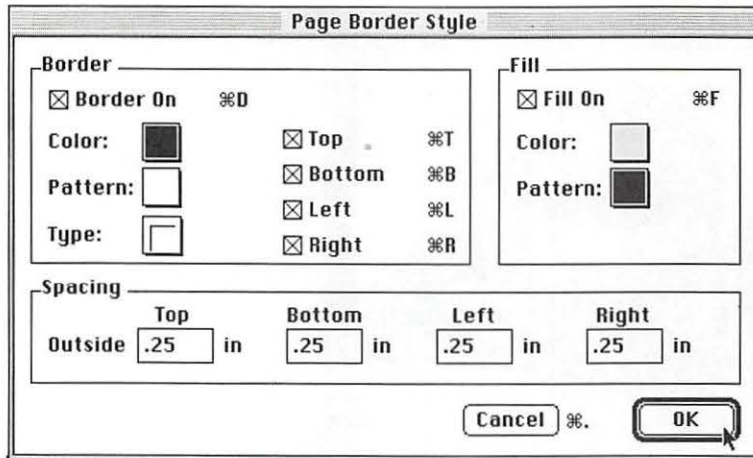 Page Border Style
Border
Border On ⌘D
Color:
Top ⌘T
Pattern:
Bottom ⌘B
Left ⌘L
Type:
Right ⌘R
Fill
Fill On ⌘F
Color:
Pattern:
Spacing
Top Bottom Left Right
Outside .25 in .25 in .25 in .25 in
Cancel ⌘. OK